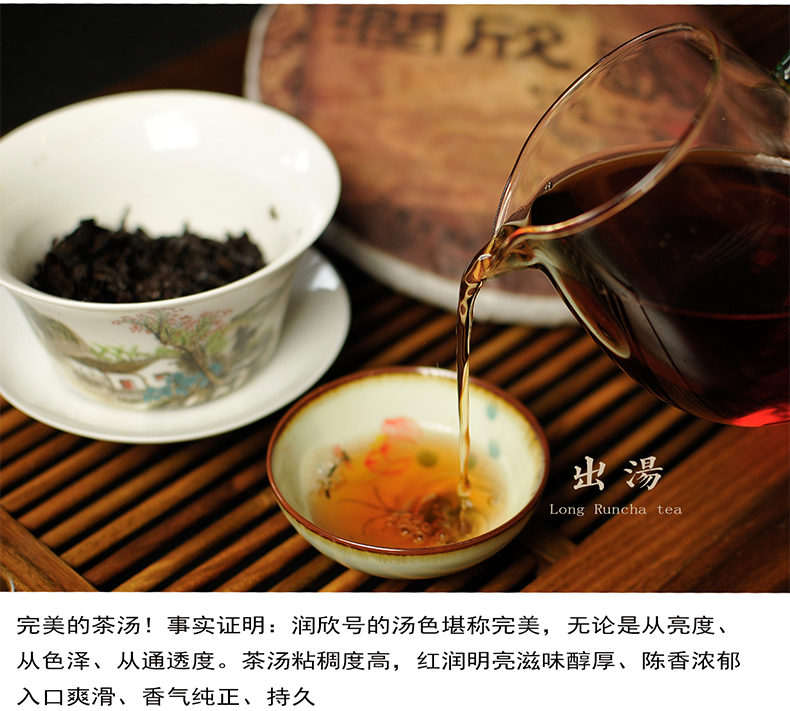 润欣
出湯
Long Runcha tea
完美的茶汤！事实证明：润欣号的汤色堪称完美，无论是从亮度、
从色泽、从通透度。茶汤粘稠度高，红润明亮滋味醇厚、陈香浓郁
入口爽滑、香气纯正、持久